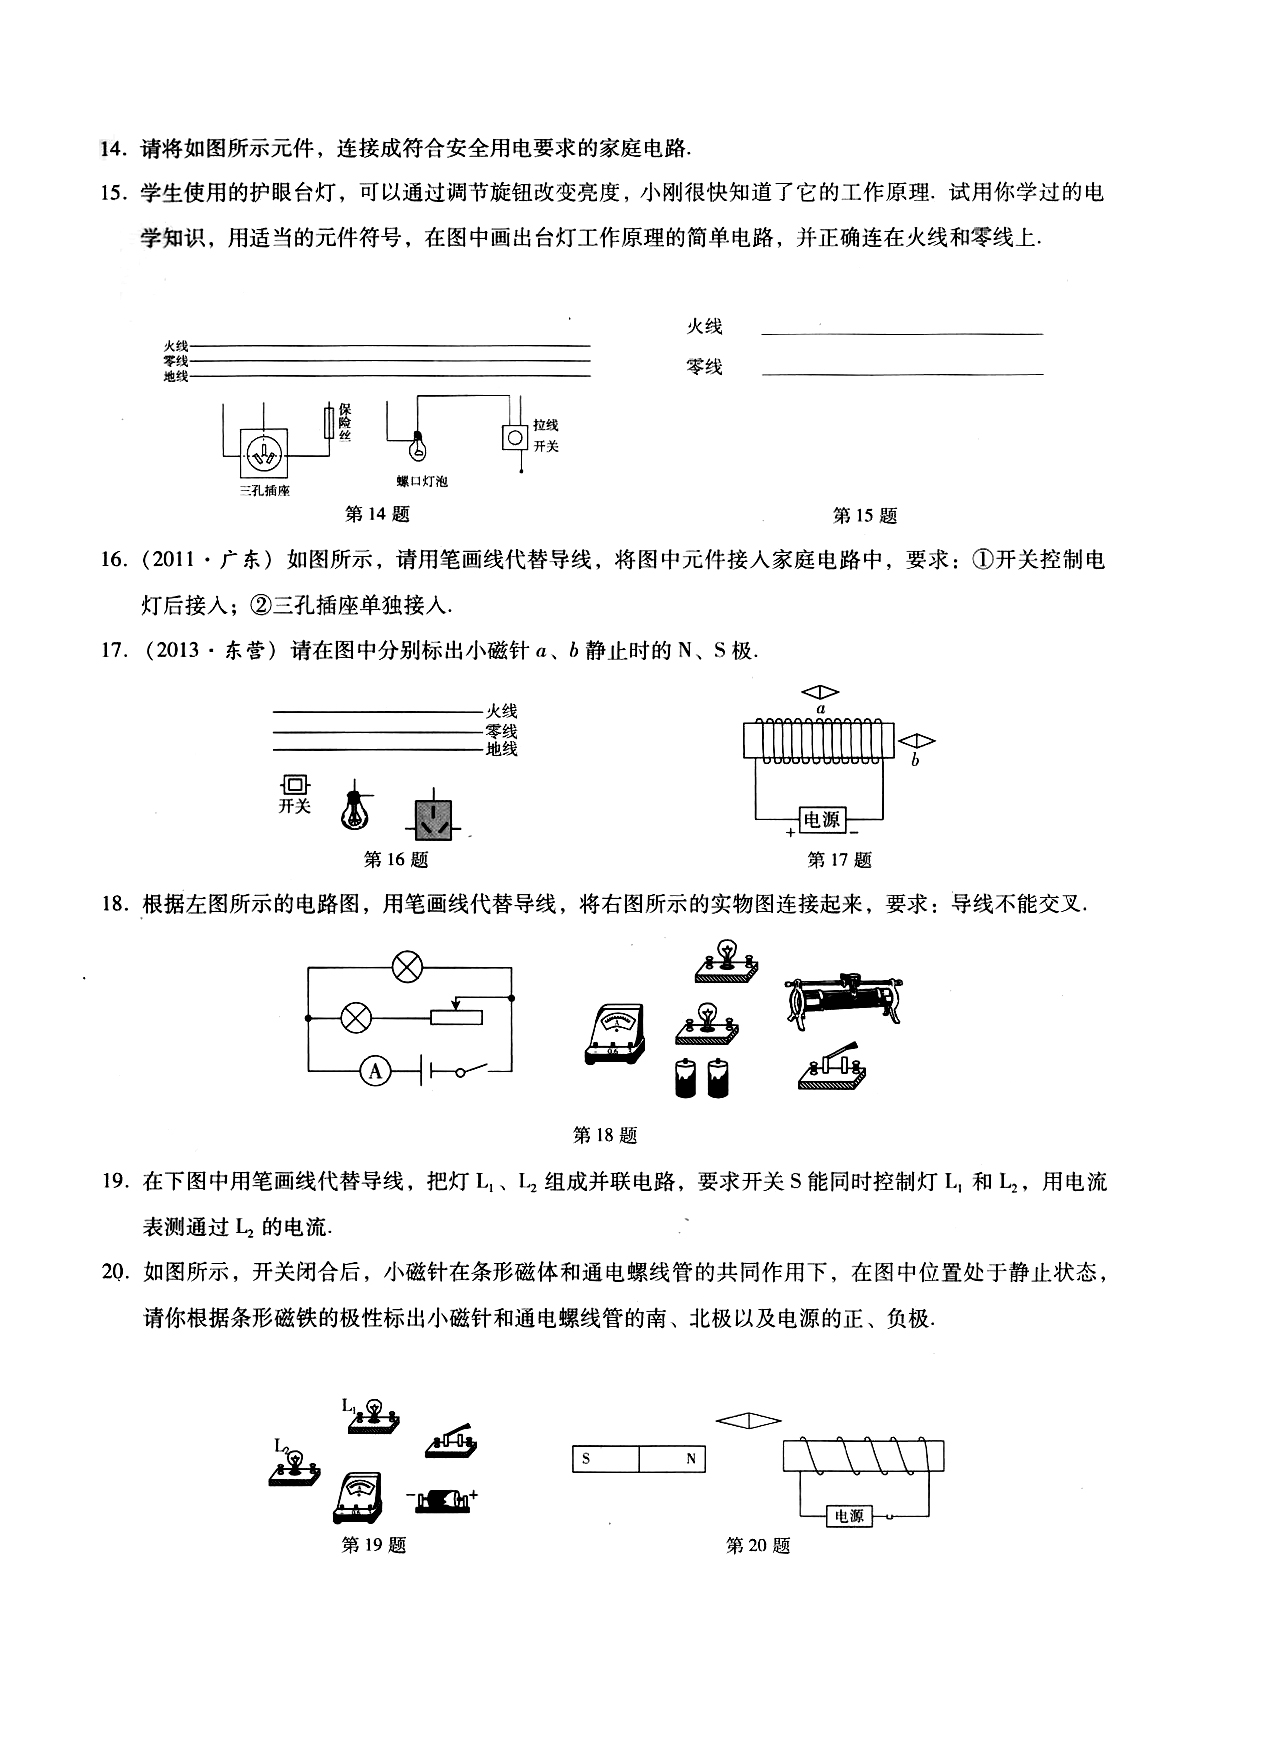 14. 请将如图所示元件，连接成符合安全用电要求的家庭电路.
15. 学生使用的护眼台灯，可以通过调节旋钮改变亮度，小刚很快知道了它的工作原理. 试用你学过的电
学知识，用适当的元件符号，在图中画出台灯工作原理的简单电路，并正确连在火线和零线上.
火线
零线
地线
保险丝
拉线
开关
三孔插座
螺口灯泡
第 14 题
火线
零线
第 15 题
16. (2011·广东) 如图所示，请用笔画线代替导线，将图中元件接入家庭电路中，要求：①开关控制电
灯后接入；②三孔插座单独接入.
17. (2013·东营) 请在图中分别标出小磁针 a、b 静止时的 N、S 极.
火线
零线
地线
开关
第 16 题
a
b
电源
+ −
第 17 题
18. 根据左图所示的电路图，用笔画线代替导线，将右图所示的实物图连接起来，要求：导线不能交叉.
A
0.6
第 18 题
19. 在下图中用笔画线代替导线，把灯 L₁、L₂ 组成并联电路，要求开关 S 能同时控制灯 L₁ 和 L₂，用电流
表测通过 L₂ 的电流.
20. 如图所示，开关闭合后，小磁针在条形磁体和通电螺线管的共同作用下，在图中位置处于静止状态，
请你根据条形磁铁的极性标出小磁针和通电螺线管的南、北极以及电源的正、负极.
L₁
L₂
− +
第 19 题
S N
电源
第 20 题